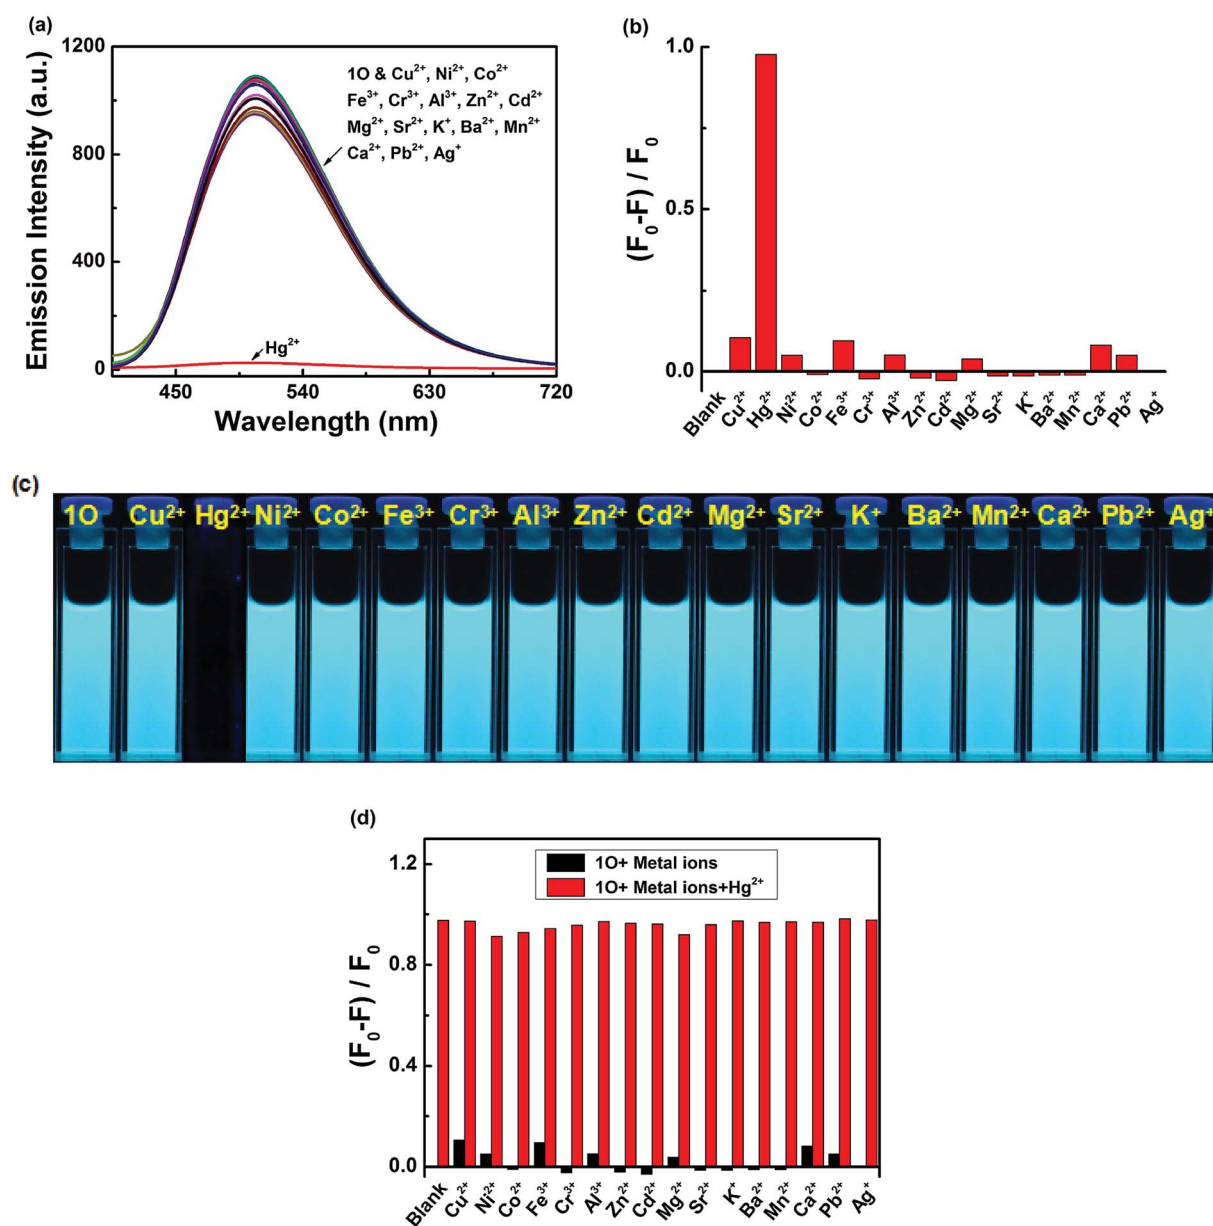 (a)
Emission Intensity (a.u.)
1200
900
600
400
0
1O & Cu²⁺, Ni²⁺, Co²⁺
Fe³⁺, Cr³⁺, Al³⁺, Zn²⁺, Cd²⁺
Mg²⁺, Sr²⁺, K⁺, Ba²⁺, Mn²⁺
Ca²⁺, Pb²⁺, Ag⁺
Hg²⁺
450 540 630 720
Wavelength (nm)
(b)
(F₀-F) / F₀
1.0
0.5
0.0
Blank Cu²⁺ Hg²⁺ Ni²⁺ Co²⁺ Fe³⁺ Cr³⁺ Al³⁺ Zn²⁺ Cd²⁺ Mg²⁺ Sr²⁺ K⁺ Ba²⁺ Mn²⁺ Ca²⁺ Pb²⁺ Ag⁺
(c)
1O Cu²⁺ Hg²⁺ Ni²⁺ Co²⁺ Fe³⁺ Cr³⁺ Al³⁺ Zn²⁺ Cd²⁺ Mg²⁺ Sr²⁺ K⁺ Ba²⁺ Mn²⁺ Ca²⁺ Pb²⁺ Ag⁺
(d)
(F₀-F) / F₀
1.2
0.8
0.4
0.0
1O+ Metal ions
1O+ Metal ions+Hg²⁺
Blank Cu²⁺ Ni²⁺ Co²⁺ Fe³⁺ Cr³⁺ Al³⁺ Zn²⁺ Cd²⁺ Mg²⁺ Sr²⁺ K⁺ Ba²⁺ Mn²⁺ Ca²⁺ Pb²⁺ Ag⁺